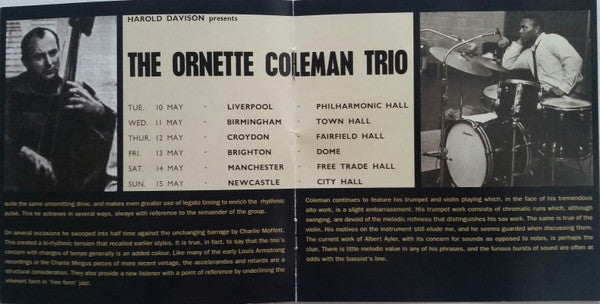 HAROLD DAVISON presents
THE ORNETTE COLEMAN TRIO
TUE. 10 MAY · LIVERPOOL · PHILHARMONIC HALL
WED. 11 MAY · BIRMINGHAM · TOWN HALL
THUR. 12 MAY · CROYDON · FAIRFIELD HALL
FRI. 13 MAY · BRIGHTON · DOME
SAT. 14 MAY · MANCHESTER · FREE TRADE HALL
SUN. 15 MAY · NEWCASTLE · CITY HALL
quite the same unremitting drive, and makes even greater use of legato timing to enrich the rhythmic
pulse. This he achieves in several ways, always with reference to the remainder of the group.
On several occasions he swooped into half time against the unchanging barrage by Charlie Moffett.
This created a bi-rhythmic tension that recalled earlier styles. It is true, in fact, to say that the trio's
concern with changes of tempo generally is an added colour. Like many of the early Louis Armstrong
recordings or the Charlie Mingus pieces of more recent vintage, the accelerandos and retards are a
structural consideration. They also provide a new listener with a point of reference by underlining the
inherent form in 'free form' jazz.
Coleman continues to feature his trumpet and violin playing which, in the face of his tremendous
alto work, is a slight embarrassment. His trumpet work consists of chromatic runs which, although
swinging, are devoid of the melodic richness that distinguishes his sax work. The same is true of the
violin. His motives on the instrument still elude me, and he seems guarded when discussing them.
The current work of Albert Ayler, with its concern for sounds as opposed to notes, is perhaps the
clue. There is little melodic value in any of his phrases, and the furious bursts of sound are often at
odds with the bassist's line.